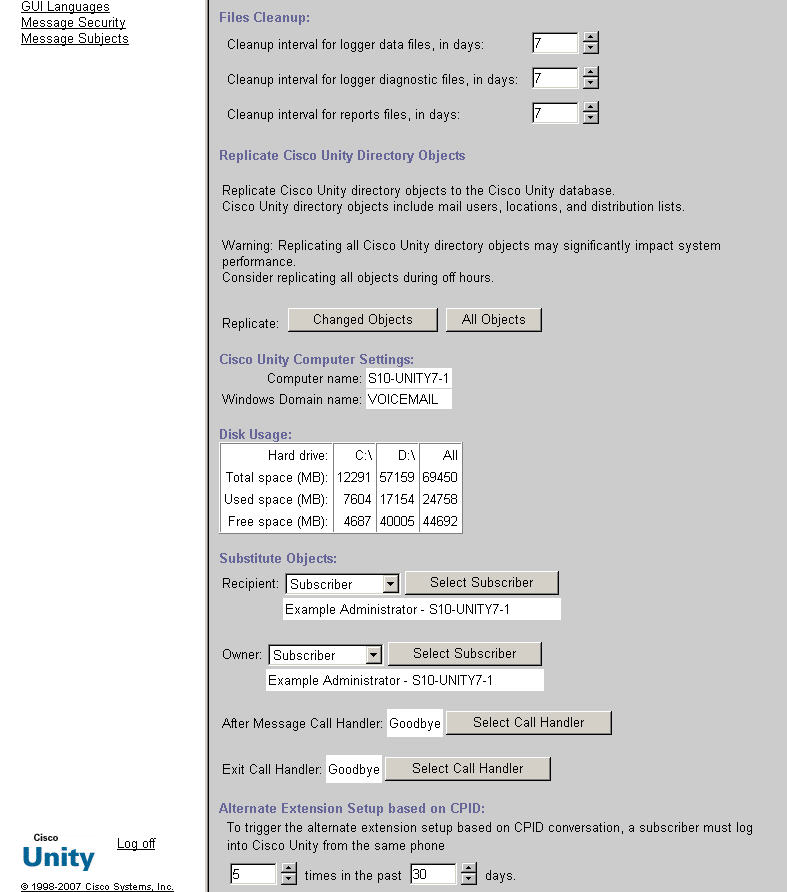 GUI Languages
Message Security
Message Subjects
Files Cleanup:
Cleanup interval for logger data files, in days: 7
Cleanup interval for logger diagnostic files, in days: 7
Cleanup interval for reports files, in days: 7
Replicate Cisco Unity Directory Objects
Replicate Cisco Unity directory objects to the Cisco Unity database.
Cisco Unity directory objects include mail users, locations, and distribution lists.
Warning: Replicating all Cisco Unity directory objects may significantly impact system
performance.
Consider replicating all objects during off hours.
Replicate: Changed Objects All Objects
Cisco Unity Computer Settings:
Computer name: S10-UNITY7-1
Windows Domain name: VOICEMAIL
Disk Usage:
Hard drive: C:\ D:\ All
Total space (MB): 12291 57159 69450
Used space (MB): 7604 17154 24758
Free space (MB): 4687 40005 44692
Substitute Objects:
Recipient: Subscriber Select Subscriber
Example Administrator - S10-UNITY7-1
Owner: Subscriber Select Subscriber
Example Administrator - S10-UNITY7-1
After Message Call Handler: Goodbye Select Call Handler
Exit Call Handler: Goodbye Select Call Handler
Alternate Extension Setup based on CPID:
To trigger the alternate extension setup based on CPID conversation, a subscriber must log
into Cisco Unity from the same phone
5 times in the past 30 days.
Cisco
Unity
Log off
© 1998-2007 Cisco Systems, Inc.